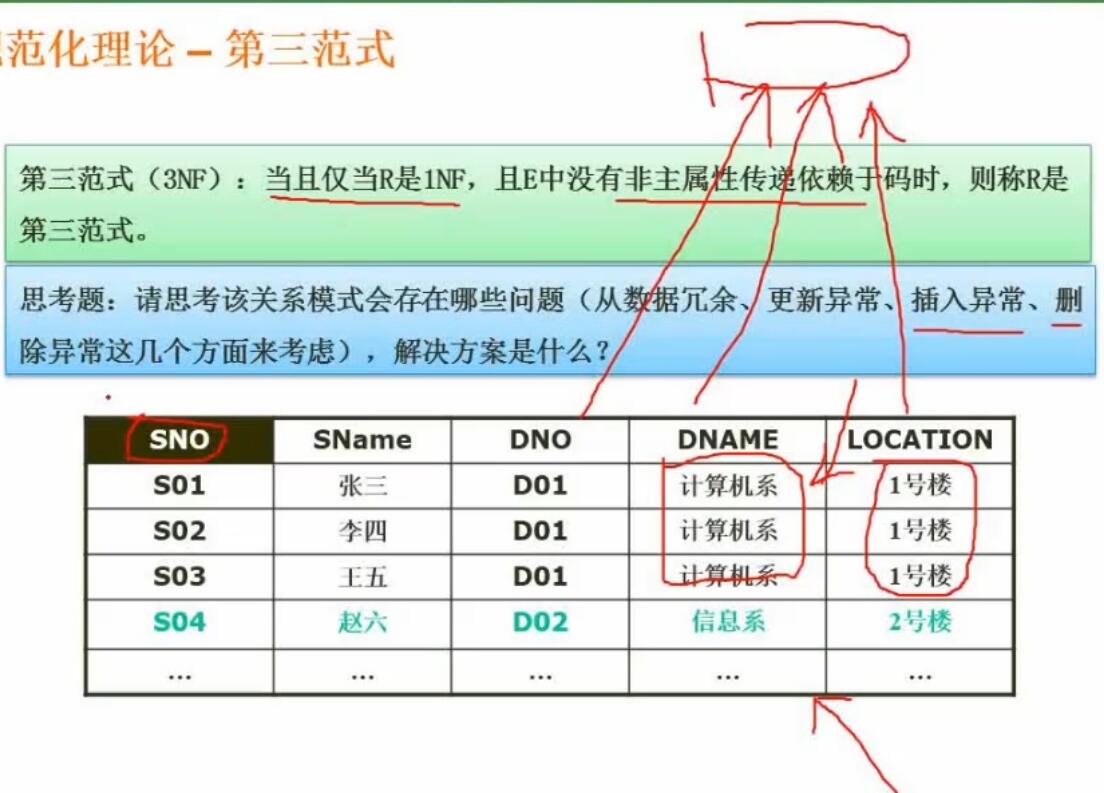 范化理论 – 第三范式
第三范式（3NF）：当且仅当R是1NF，且E中没有非主属性传递依赖于码时，则称R是
第三范式。
思考题：请思考该关系模式会存在哪些问题（从数据冗余、更新异常、插入异常、删
除异常这几个方面来考虑），解决方案是什么？
SNO SName DNO DNAME LOCATION
S01 张三 D01 计算机系 1号楼
S02 李四 D01 计算机系 1号楼
S03 王五 D01 计算机系 1号楼
S04 赵六 D02 信息系 2号楼
... ... ... ... ...